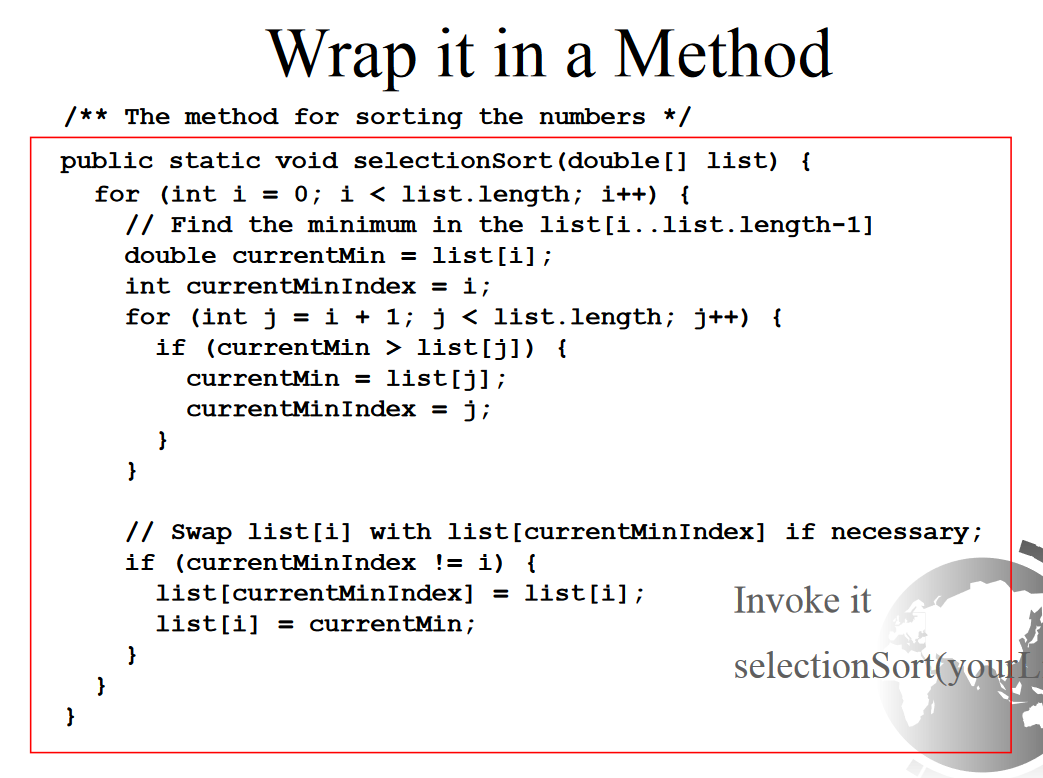 Wrap it in a Method
/** The method for sorting the numbers */
public static void selectionSort(double[] list) {
  for (int i = 0; i < list.length; i++) {
    // Find the minimum in the list[i..list.length-1]
    double currentMin = list[i];
    int currentMinIndex = i;
    for (int j = i + 1; j < list.length; j++) {
      if (currentMin > list[j]) {
        currentMin = list[j];
        currentMinIndex = j;
      }
    }

    // Swap list[i] with list[currentMinIndex] if necessary;
    if (currentMinIndex != i) {
      list[currentMinIndex] = list[i];
      list[i] = currentMin;
    }
  }
}
Invoke it
selectionSort(yourL